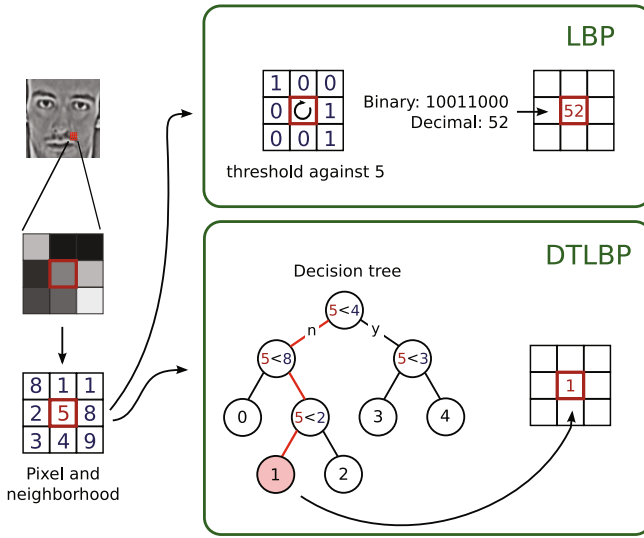 LBP
1 0 0
0 1
0 0 1
threshold against 5
Binary: 10011000
Decimal: 52
52
8 1 1
2 5 8
3 4 9
Pixel and
neighborhood
DTLBP
Decision tree
5<4
n y
5<8 5<3
0 5<2 3 4
1 2
1